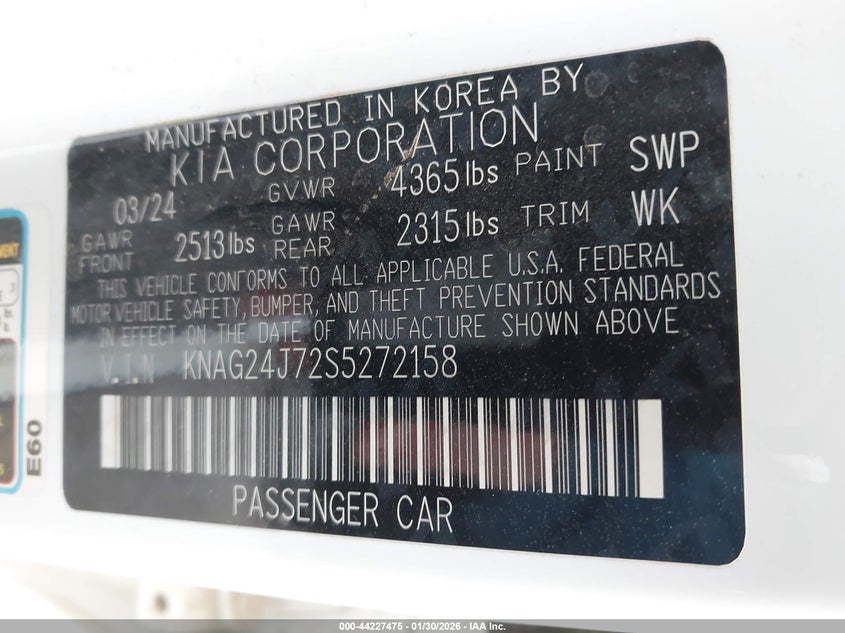 MANUFACTURED IN KOREA BY
KIA CORPORATION
03/24 GVWR 4365 lbs PAINT SWP
GAWR FRONT 2513 lbs GAWR REAR 2315 lbs TRIM WK
THIS VEHICLE CONFORMS TO ALL APPLICABLE U.S.A. FEDERAL
MOTOR VEHICLE SAFETY, BUMPER, AND THEFT PREVENTION STANDARDS
IN EFFECT ON THE DATE OF MANUFACTURE SHOWN ABOVE
V.I.N KNAG24J72S5272158
PASSENGER CAR
E60
000-44227475 - 01/30/2026 - IAA Inc.